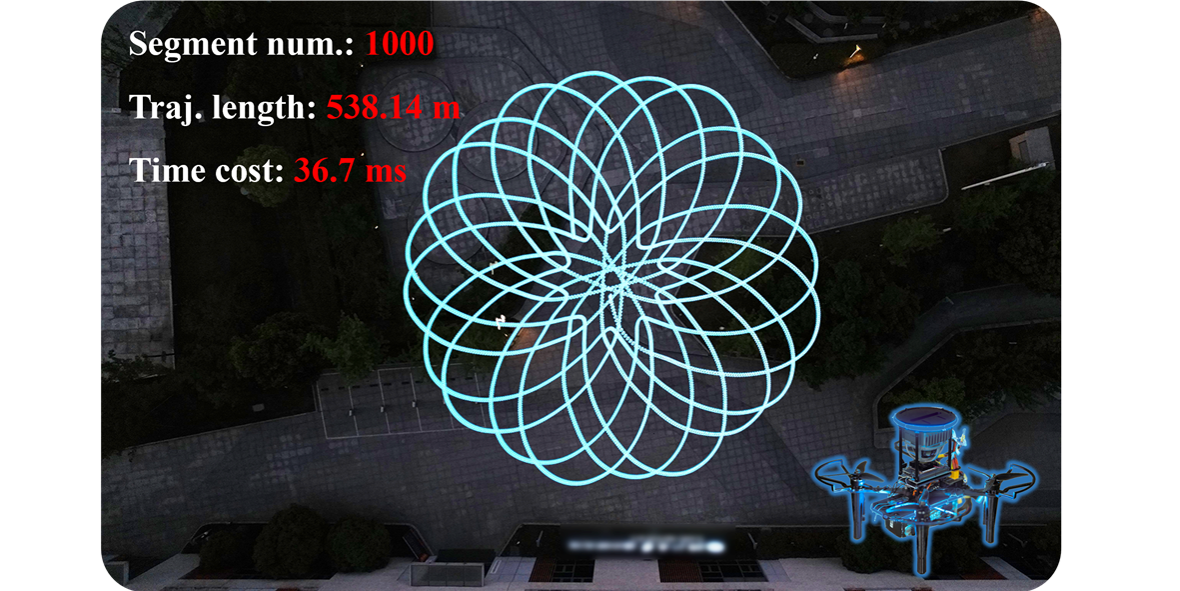 Segment num.: 1000
Traj. length: 538.14 m
Time cost: 36.7 ms